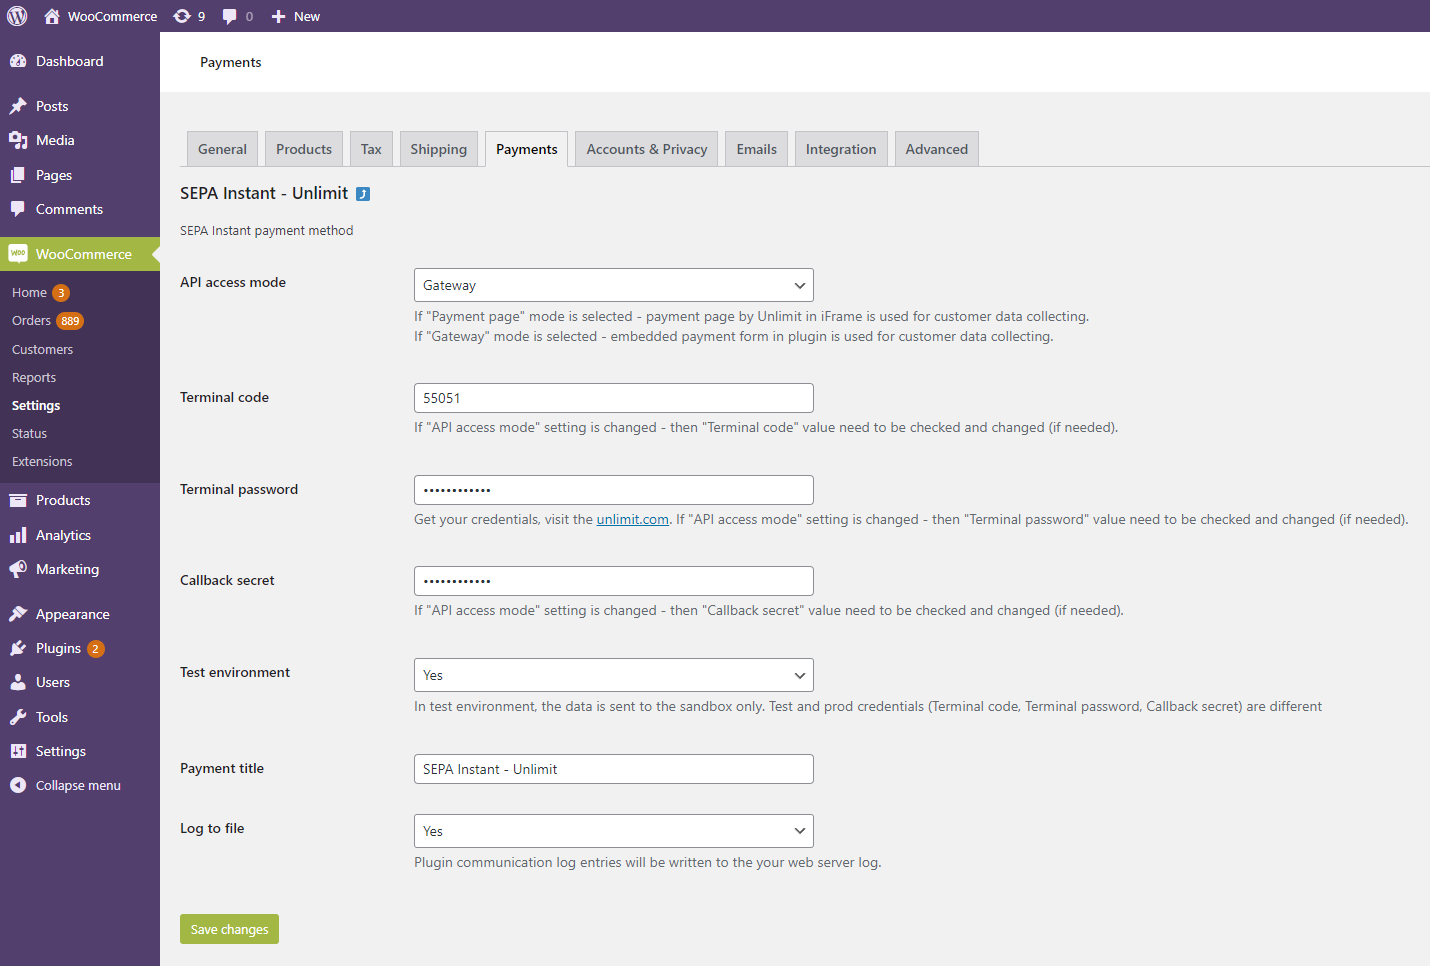 WooCommerce 9 0 New
Dashboard
Posts
Media
Pages
Comments
WOO WooCommerce
Home 3
Orders 889
Customers
Reports
Settings
Status
Extensions
Products
Analytics
Marketing
Appearance
Plugins 2
Users
Tools
Settings
Collapse menu
Payments
General Products Tax Shipping Payments Accounts & Privacy Emails Integration Advanced
SEPA Instant - Unlimit
SEPA Instant payment method
API access mode
Gateway
If "Payment page" mode is selected - payment page by Unlimit in iFrame is used for customer data collecting.
If "Gateway" mode is selected - embedded payment form in plugin is used for customer data collecting.
Terminal code
55051
If "API access mode" setting is changed - then "Terminal code" value need to be checked and changed (if needed).
Terminal password
••••••••••••
Get your credentials, visit the unlimit.com. If "API access mode" setting is changed - then "Terminal password" value need to be checked and changed (if needed).
Callback secret
••••••••••••
If "API access mode" setting is changed - then "Callback secret" value need to be checked and changed (if needed).
Test environment
Yes
In test environment, the data is sent to the sandbox only. Test and prod credentials (Terminal code, Terminal password, Callback secret) are different
Payment title
SEPA Instant - Unlimit
Log to file
Yes
Plugin communication log entries will be written to the your web server log.
Save changes